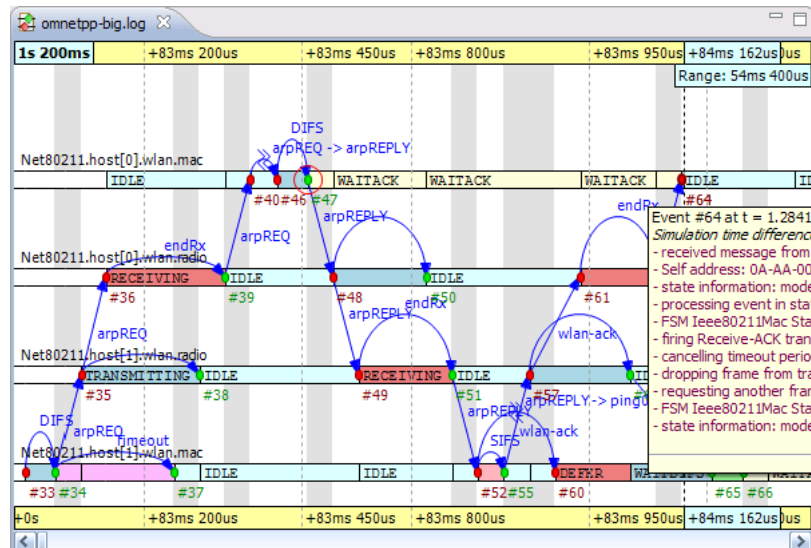 omnetpp-big.log
1s 200ms +83ms 200us +83ms 450us +83ms 800us +83ms 950us +84ms 162us 0us
Range: 54ms 400us
DIFS
arpREQ -> arpREPLY
Net80211.host[0].wlan.mac
IDLE WAITACK WAITACK WAITACK IDLE
#40 #46 #47 #64
arpREPLY endRx
endRx arpREQ
Net80211.host[0].wlan.radio
RECEIVING IDLE IDLE
#36 #39 #48 #50 #61
arpREPLY endRx
arpREQ wlan-ack
Net80211.host[1].wlan.radio
TRANSMITTING IDLE RECEIVING IDLE
#35 #38 #49 #51 #57
DIFS arpREQ timeout arpREPLY arpREPLY-> ping0
SIFS wlan-ack
Net80211.host[1].wlan.mac
IDLE IDLE IDLE DEFER
#33 #34 #37 #52 #55 #60 #65 #66
Event #64 at t = 1.2841
Simulation time differenc
- received message from
- Self address: 0A-AA-00
- state information: mode
- processing event in stat
- FSM Ieee80211Mac Sta
- firing Receive-ACK tran
- cancelling timeout perio
- dropping frame from tra
- requesting another fran
- FSM Ieee80211Mac Sta
- state information: mode
+0s +83ms 200us +83ms 450us +83ms 800us +83ms 950us +84ms 162us 0us